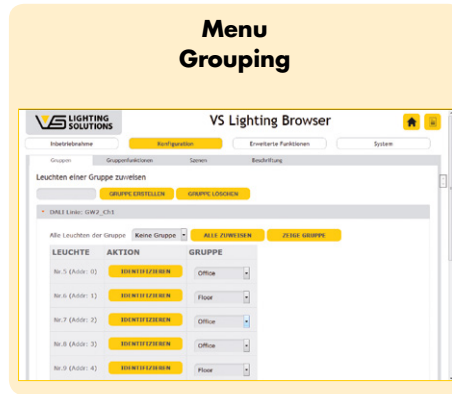 Menu
Grouping
VS LIGHTING SOLUTIONS
VS Lighting Browser
Inbetriebnahme Konfiguration Erweiterte Funktionen System
Gruppen Gruppenfunktionen Szenen Beschriftung
Leuchten einer Gruppe zuweisen
GRUPPE ERSTELLEN GRUPPE LÖSCHEN
DALI Linie: GW2_Ch1
Alle Leuchten der Gruppe Keine Gruppe ALLE ZUWEISEN ZEIGE GRUPPE
LEUCHTE AKTION GRUPPE
Nr.5 (Addr: 0) IDENTIFIZIEREN Office
Nr.6 (Addr: 1) IDENTIFIZIEREN Floor
Nr.7 (Addr: 2) IDENTIFIZIEREN Office
Nr.8 (Addr: 3) IDENTIFIZIEREN Office
Nr.9 (Addr: 4) IDENTIFIZIEREN Floor